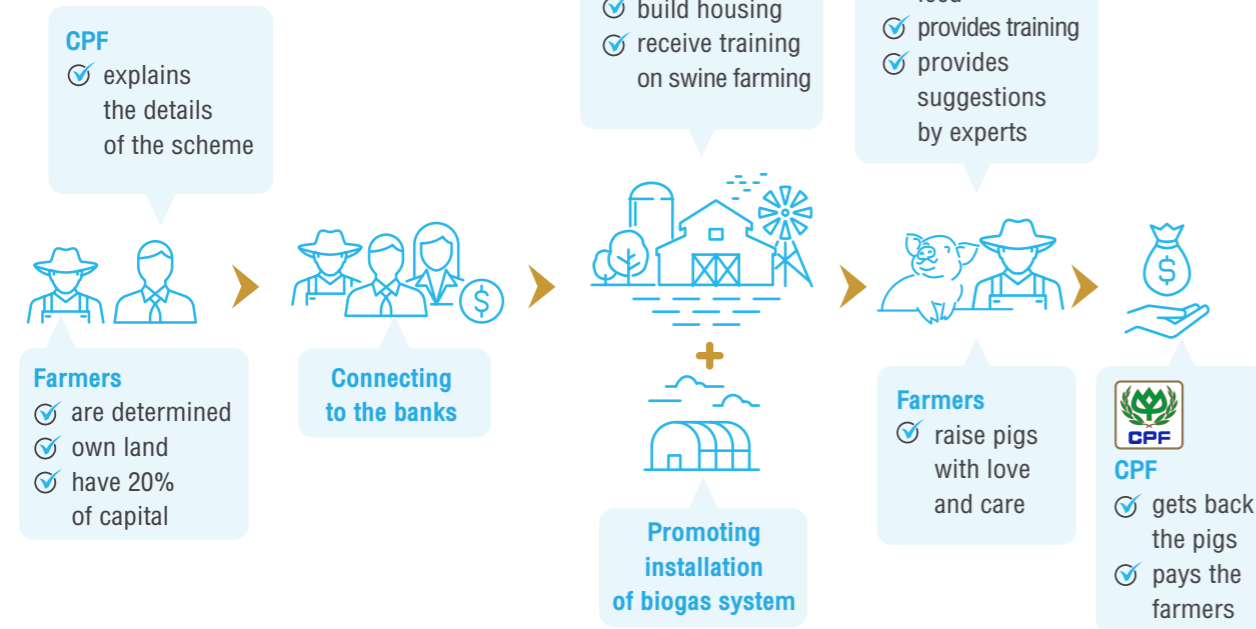 CPF
explains
the details
of the scheme
Farmers
are determined
own land
have 20%
of capital
Connecting
to the banks
build housing
receive training
on swine farming
Promoting
installation
of biogas system
provides training
provides
suggestions
by experts
Farmers
raise pigs
with love
and care
CPF
CPF
gets back
the pigs
pays the
farmers
$
$